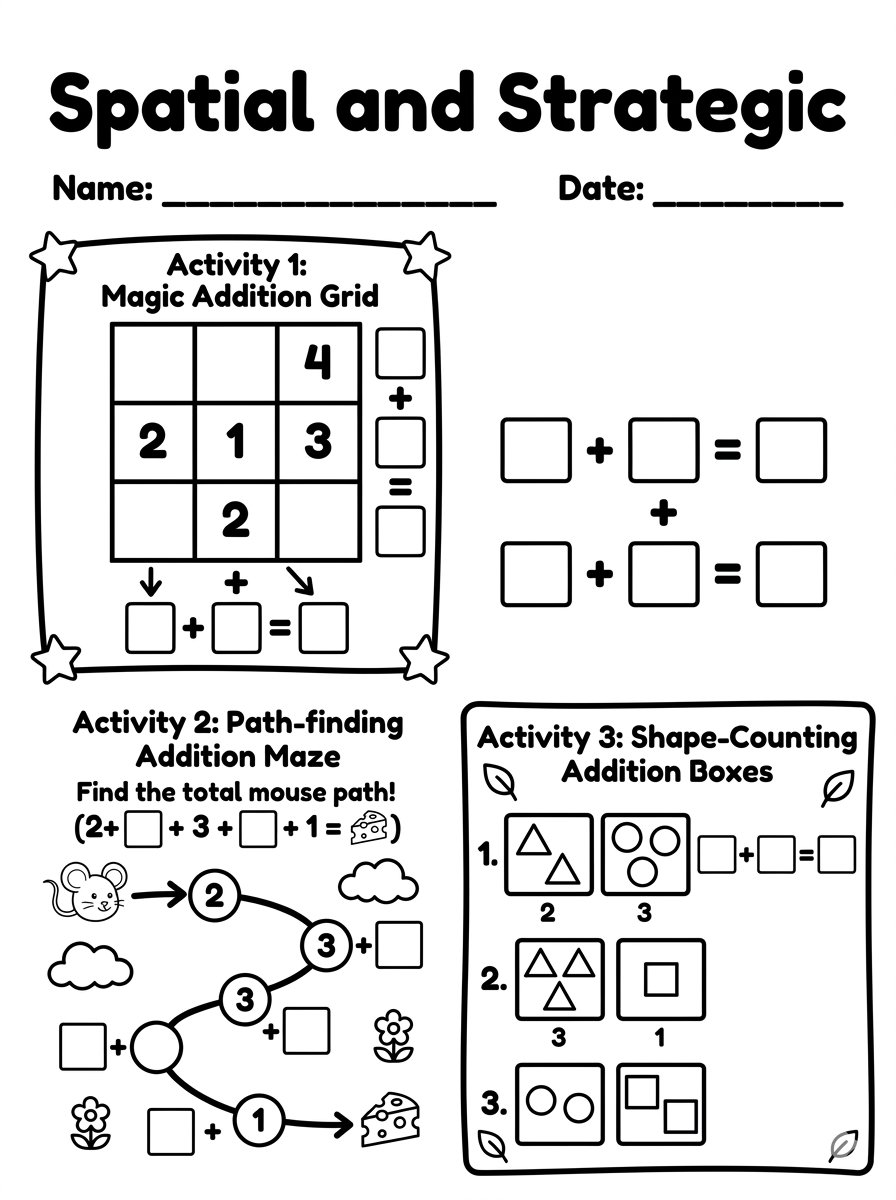 Spatial and Strategic
Name: _______________ Date: ________
Activity 1:
Magic Addition Grid
4
2 1 3
2
+
=
+
+ =
+ =
+
+ =
Activity 2: Path-finding
Addition Maze
Find the total mouse path!
(2+ + 3 + + 1 = )
2
3 +
3 +
+
+ 1
Activity 3: Shape-Counting
Addition Boxes
1. + =
2 3
2.
3 1
3.